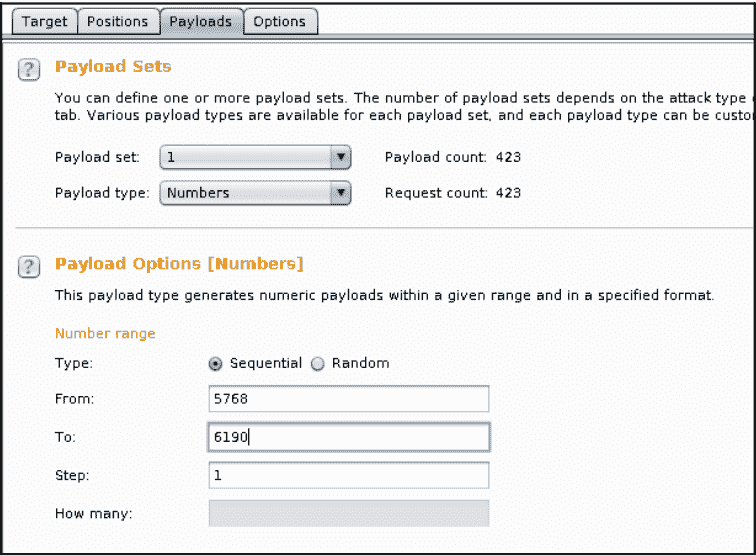 Target Positions Payloads Options
? Payload Sets
You can define one or more payload sets. The number of payload sets depends on the attack type
tab. Various payload types are available for each payload set, and each payload type can be custo
Payload set: 1 Payload count: 423
Payload type: Numbers Request count: 423
? Payload Options [Numbers]
This payload type generates numeric payloads within a given range and in a specified format.
Number range
Type: Sequential Random
From: 5768
To: 6190
Step: 1
How many: